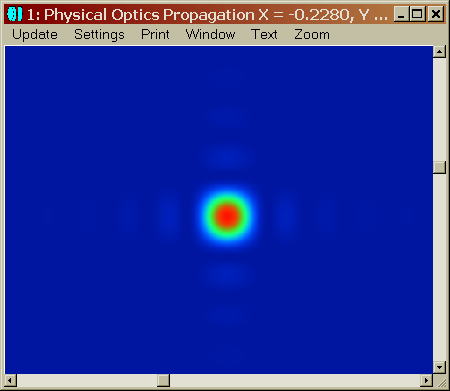 1: Physical Optics Propagation X = -0.2280, Y ...
Update Settings Print Window Text Zoom